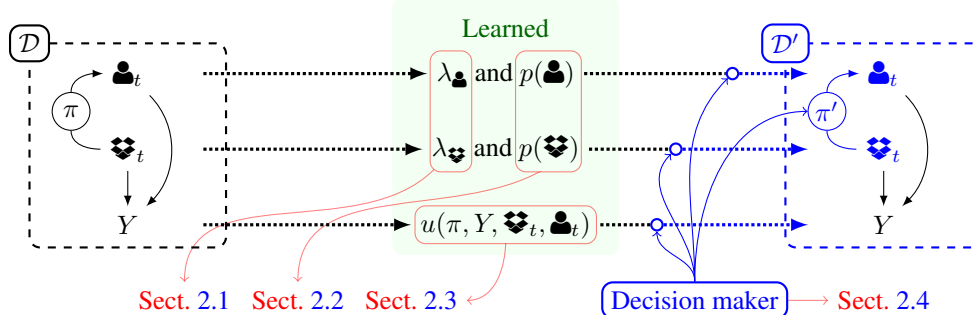 Learned
𝒟
𝒟′
t
λ and p( )
t
π
π′
t
λ and p( )
t
Y
u(π, Y, t, t)
Y
Sect. 2.1
Sect. 2.2
Sect. 2.3
Decision maker
Sect. 2.4